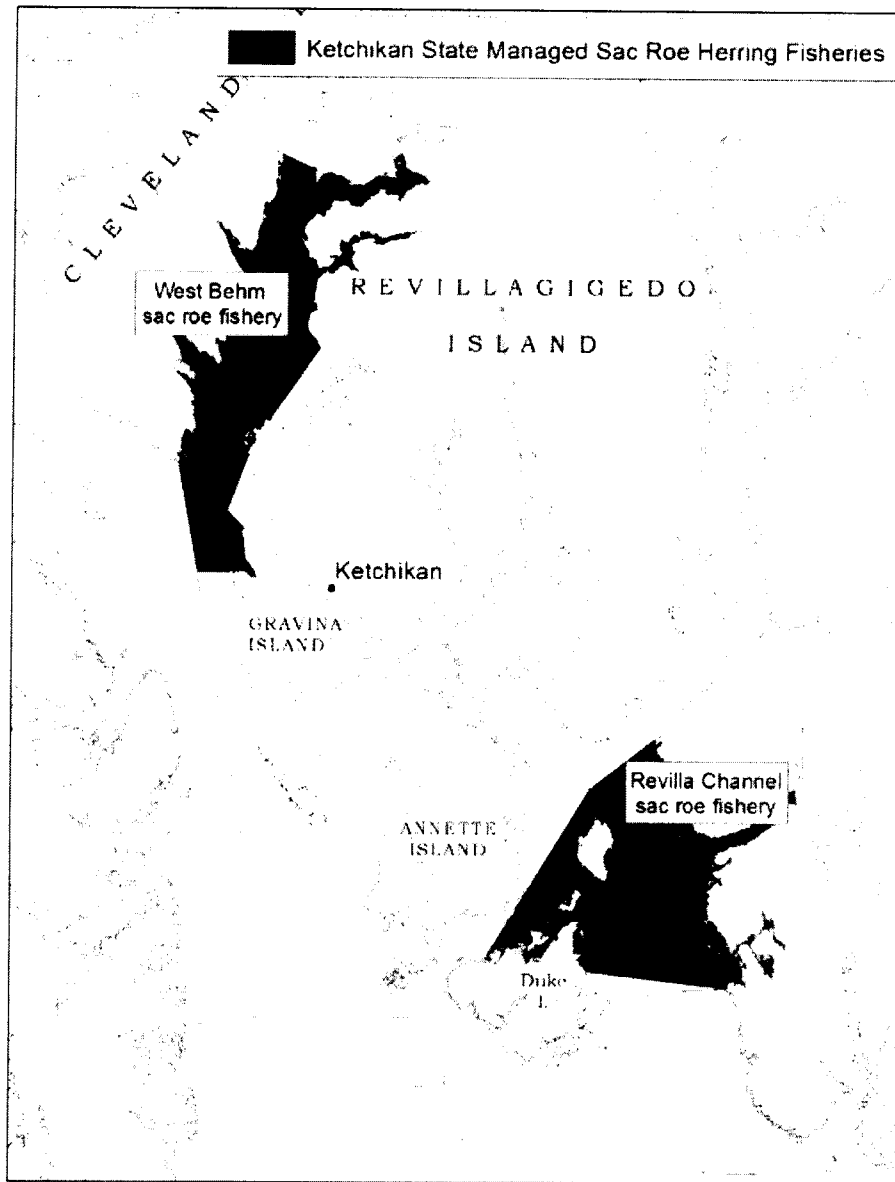 Ketchikan State Managed Sac Roe Herring Fisheries
CLEVELAND
West Behm
sac roe fishery
REVILLAGIGEDO
ISLAND
Ketchikan
GRAVINA
ISLAND
Revilla Channel
sac roe fishery
ANNETTE
ISLAND
Duke
I.